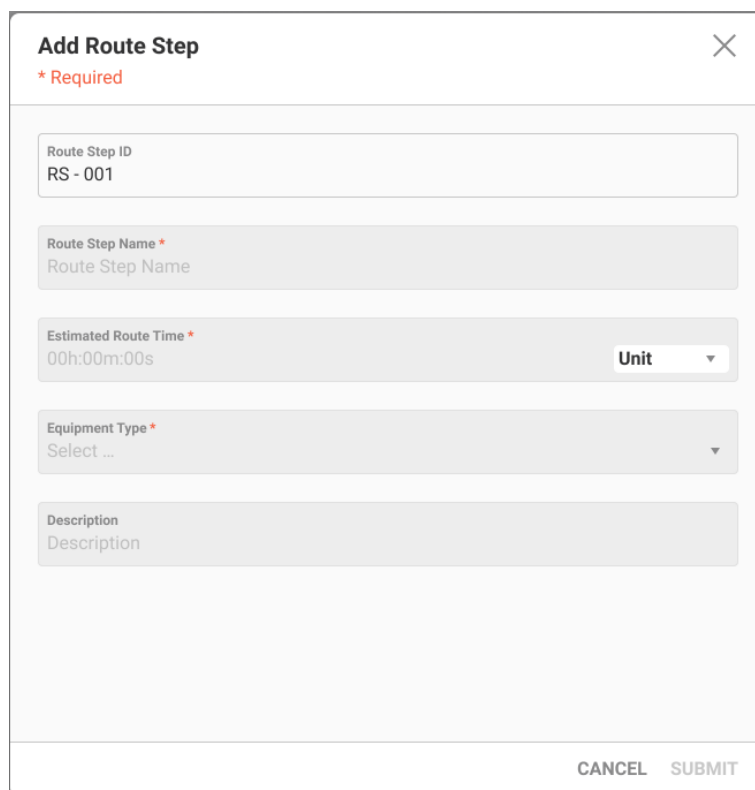 Add Route Step
* Required
Route Step ID
RS - 001
Route Step Name *
Route Step Name
Estimated Route Time *
00h:00m:00s
Unit
Equipment Type *
Select ...
Description
Description
CANCEL SUBMIT